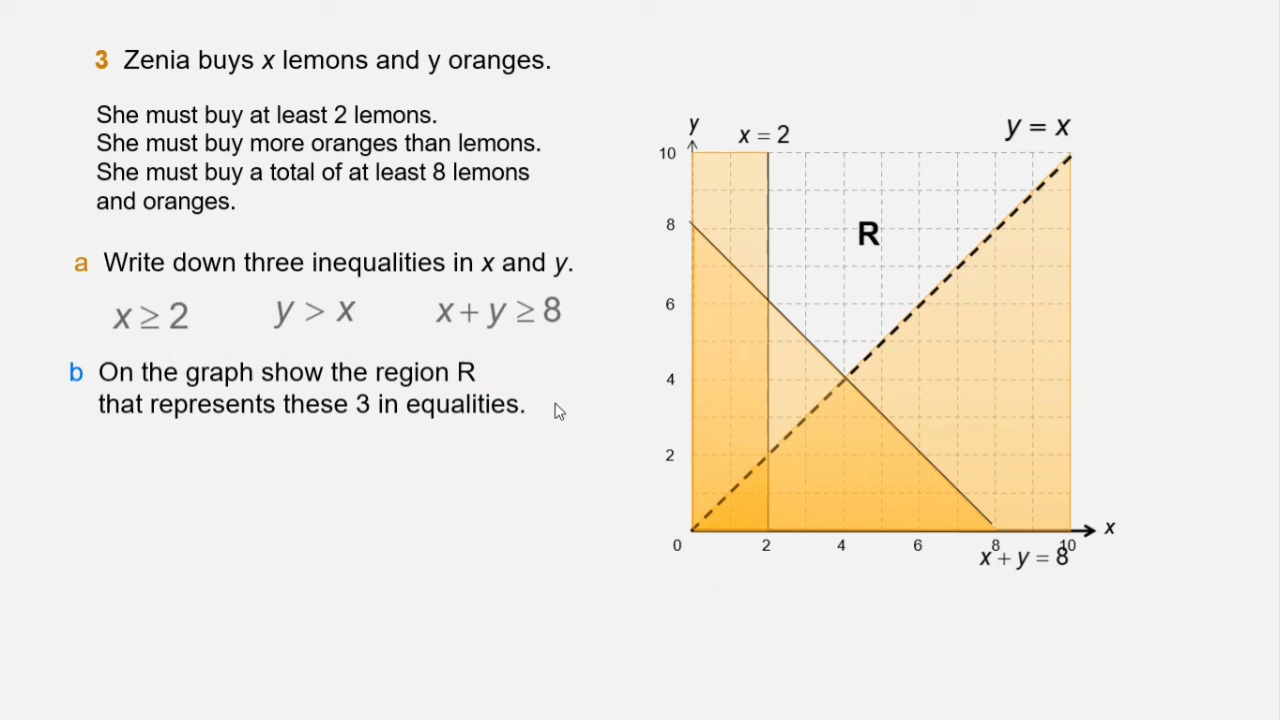 3 Zenia buys x lemons and y oranges.
She must buy at least 2 lemons.
She must buy more oranges than lemons.
She must buy a total of at least 8 lemons
and oranges.
a Write down three inequalities in x and y.
x ≥ 2 y > x x + y ≥ 8
b On the graph show the region R
that represents these 3 in equalities.
y x = 2 y = x
10
8
R
6
4
2
x
0 2 4 6 8 10
x + y = 8